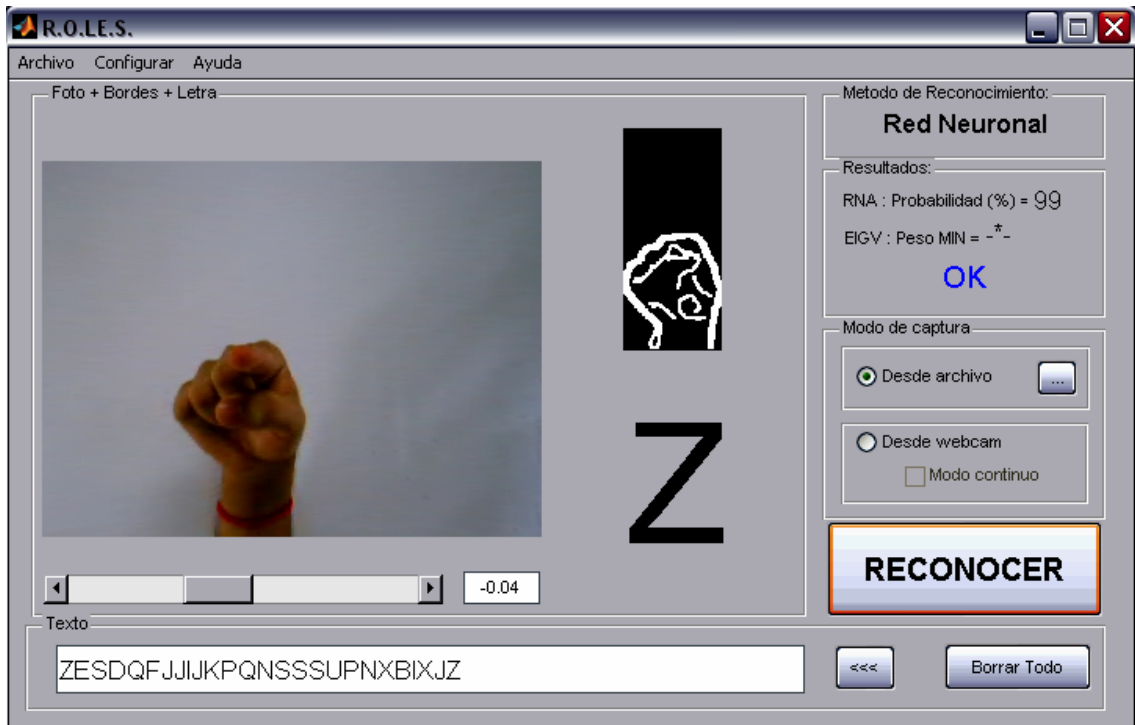 R.O.LE.S.
Archivo Configurar Ayuda
Foto + Bordes + Letra
Z
-0.04
Metodo de Reconocimiento:
Red Neuronal
Resultados:
RNA : Probabilidad (%) = 99
EIGV : Peso MIN = -*-
OK
Modo de captura
Desde archivo
...
Desde webcam
Modo continuo
RECONOCER
Texto
ZESDQFJJIJKPQNSSSUPNXBIXJZ
<<<
Borrar Todo